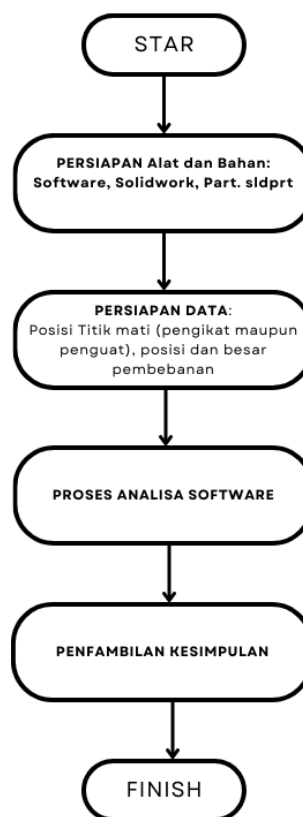 STAR
PERSIAPAN Alat dan Bahan:
Software, Solidwork, Part. sldprt
PERSIAPAN DATA:
Posisi Titik mati (pengikat maupun
penguat), posisi dan besar
pembebanan
PROSES ANALISA SOFTWARE
PENFAMBILAN KESIMPULAN
FINISH